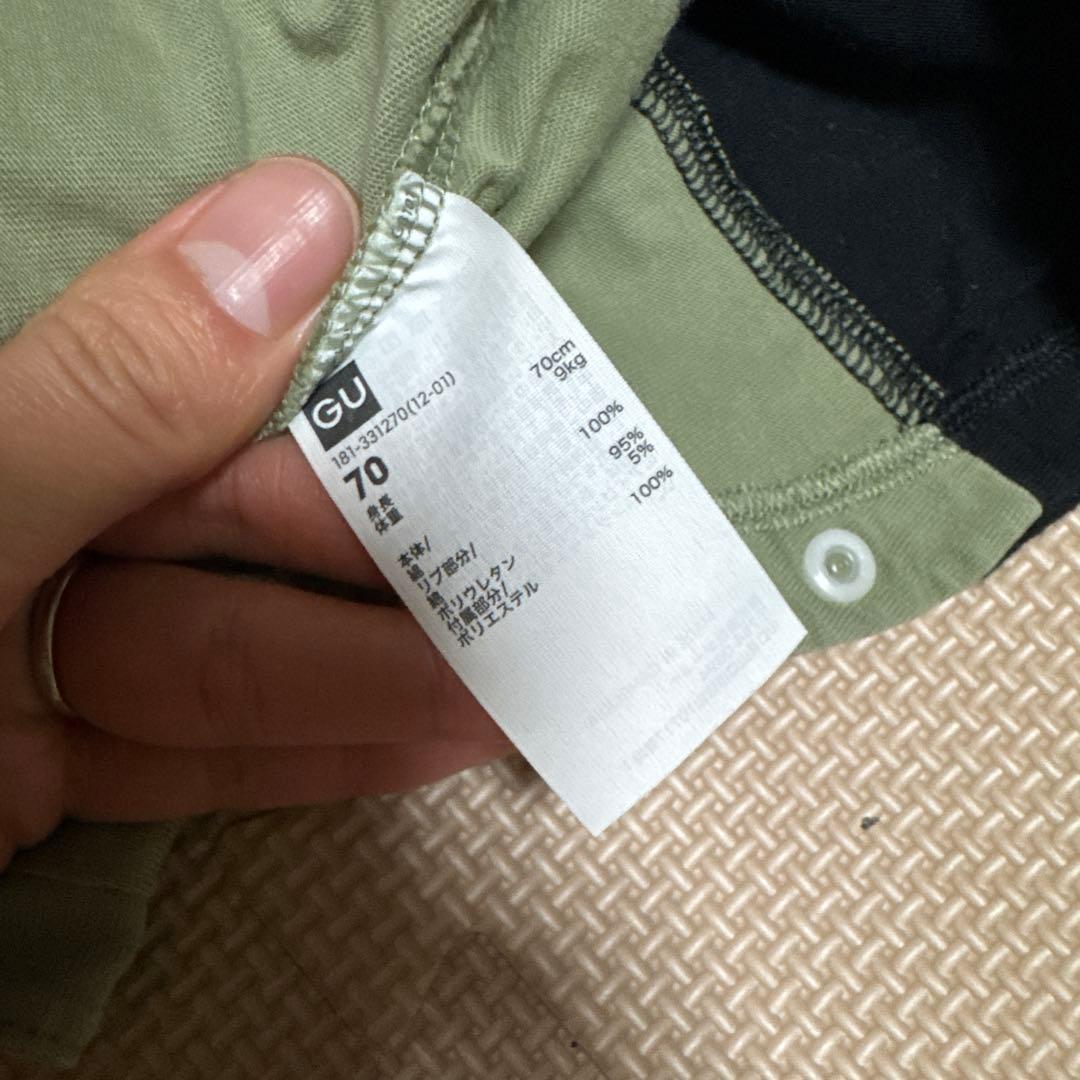 GU
181-331270(12-01)
70
身長 70cm
体重 9kg
本体/
綿 100%
リブ部分/
綿 95%
ポリウレタン 5%
付属部分/
ポリエステル 100%